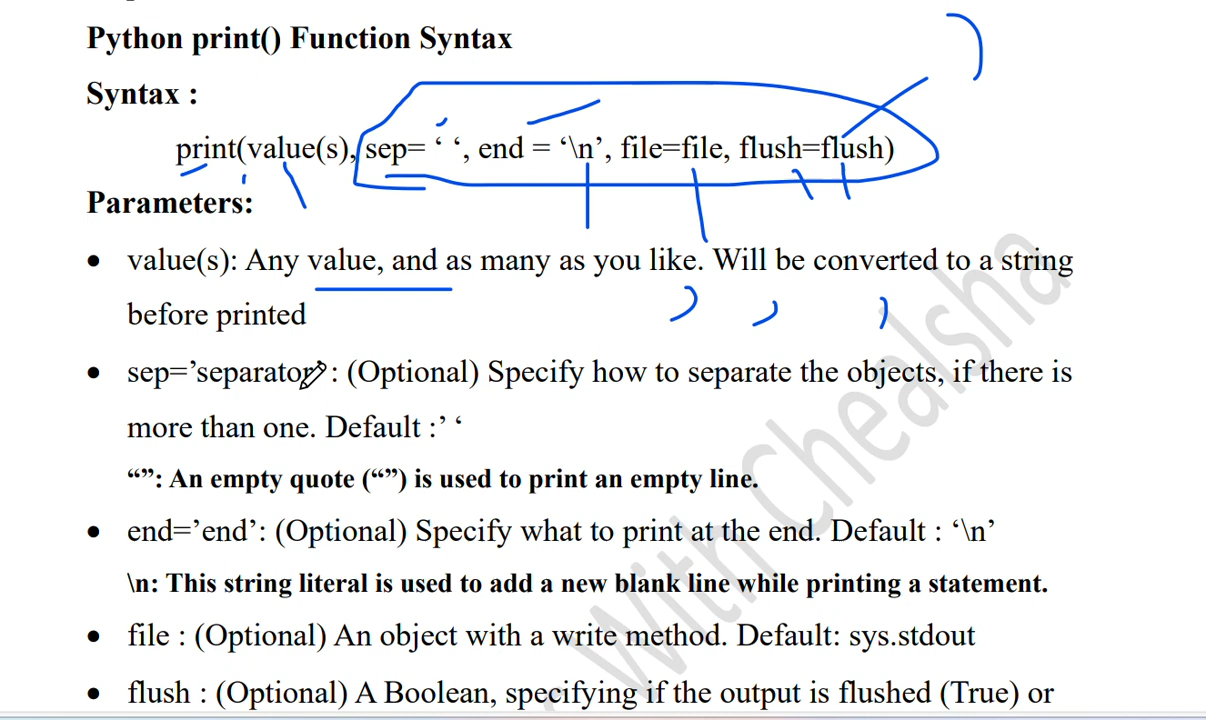 Python print() Function Syntax
Syntax :
print(value(s), sep= ‘ ‘, end = ‘\n’, file=file, flush=flush)
Parameters:
• value(s): Any value, and as many as you like. Will be converted to a string
before printed
• sep=’separator’ : (Optional) Specify how to separate the objects, if there is
more than one. Default :’ ‘
“”: An empty quote (“”) is used to print an empty line.
• end=’end’: (Optional) Specify what to print at the end. Default : ‘\n’
\n: This string literal is used to add a new blank line while printing a statement.
• file : (Optional) An object with a write method. Default: sys.stdout
• flush : (Optional) A Boolean, specifying if the output is flushed (True) or
With Chealsha